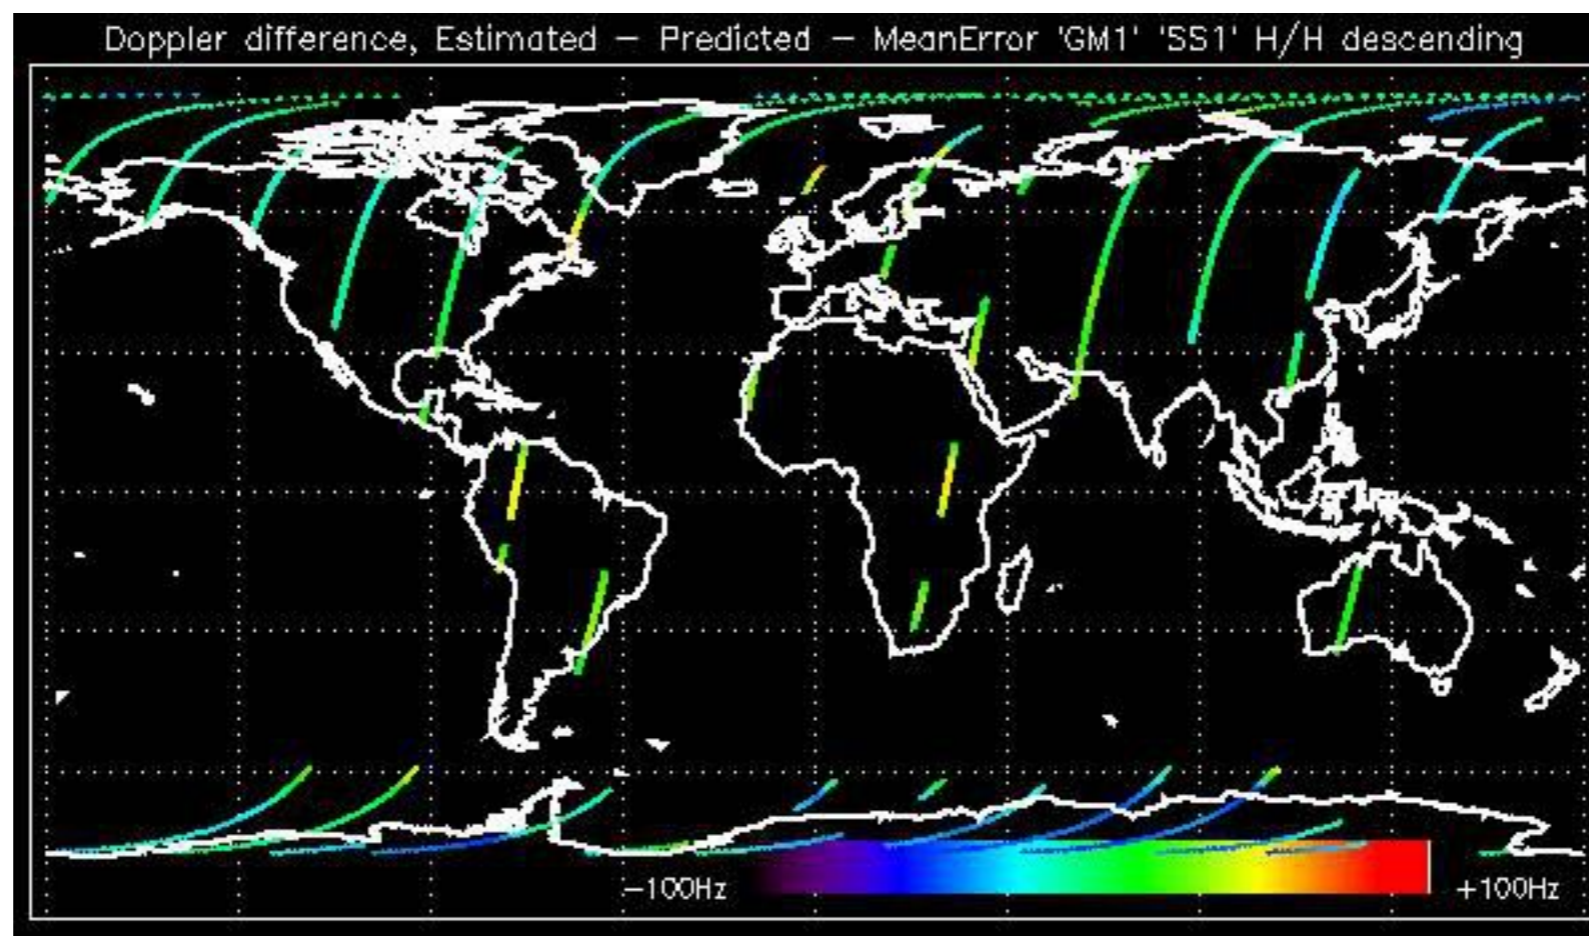 Doppler difference, Estimated – Predicted – MeanError 'GM1' 'SS1' H/H descending
–100Hz +100Hz